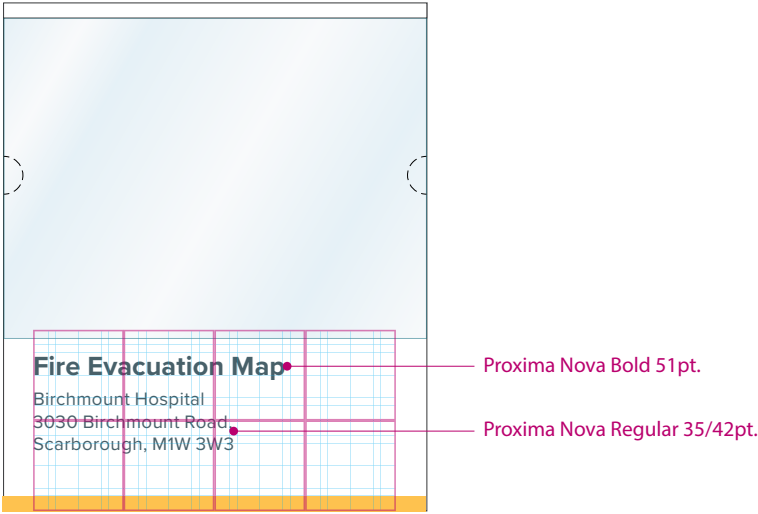 Fire Evacuation Map
Birchmount Hospital
3030 Birchmount Road,
Scarborough, M1W 3W3
Proxima Nova Bold 51pt.
Proxima Nova Regular 35/42pt.